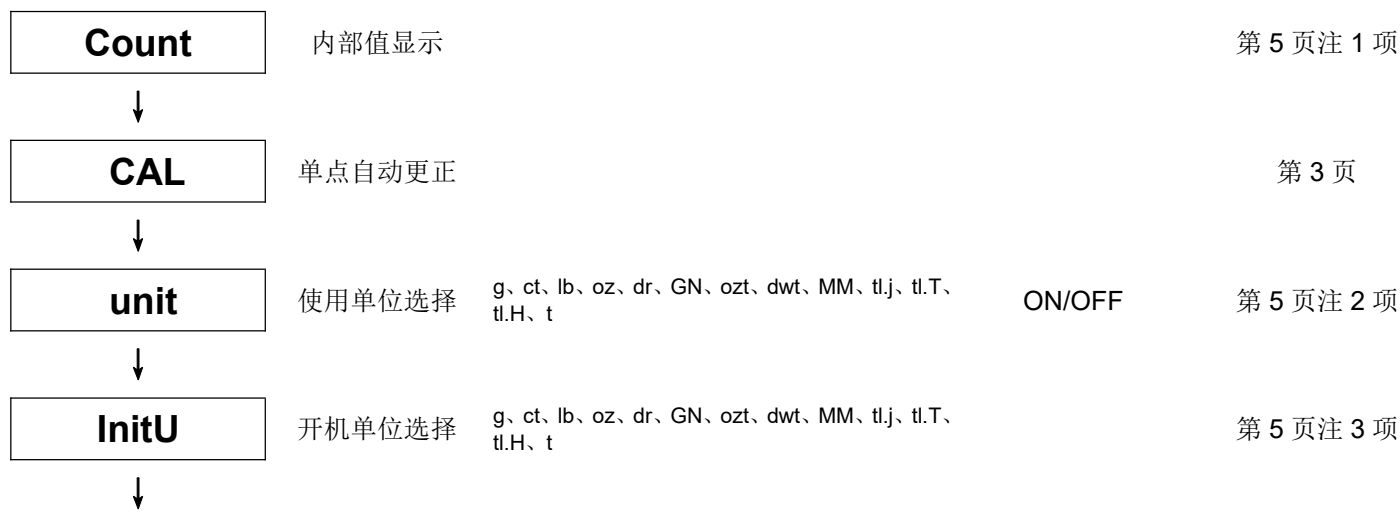 Count 内部值显示 第 5 页注 1 项
CAL 单点自动更正 第 3 页
unit 使用单位选择 g、ct、lb、oz、dr、GN、ozt、dwt、MM、tl.j、tl.T、
tl.H、t ON/OFF 第 5 页注 2 项
InitU 开机单位选择 g、ct、lb、oz、dr、GN、ozt、dwt、MM、tl.j、tl.T、
tl.H、t 第 5 页注 3 项